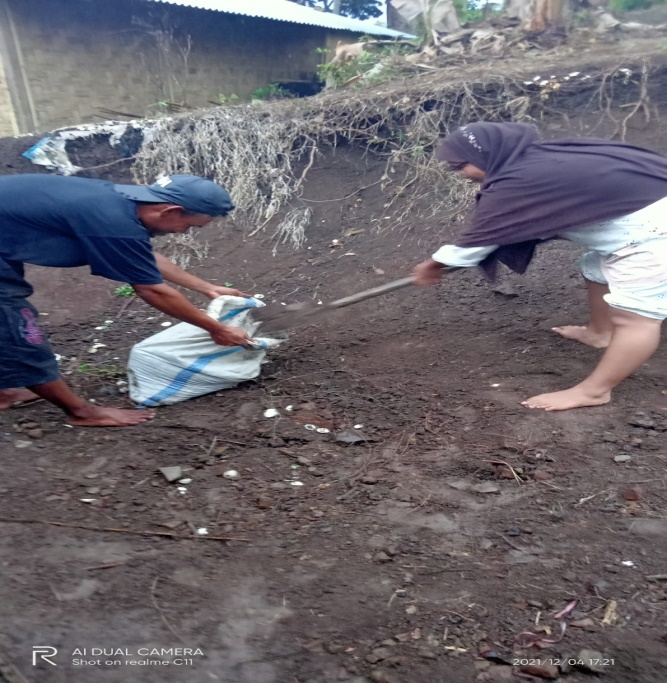 R AI DUAL CAMERA
Shot on realme C11
2021/12/04 17:21